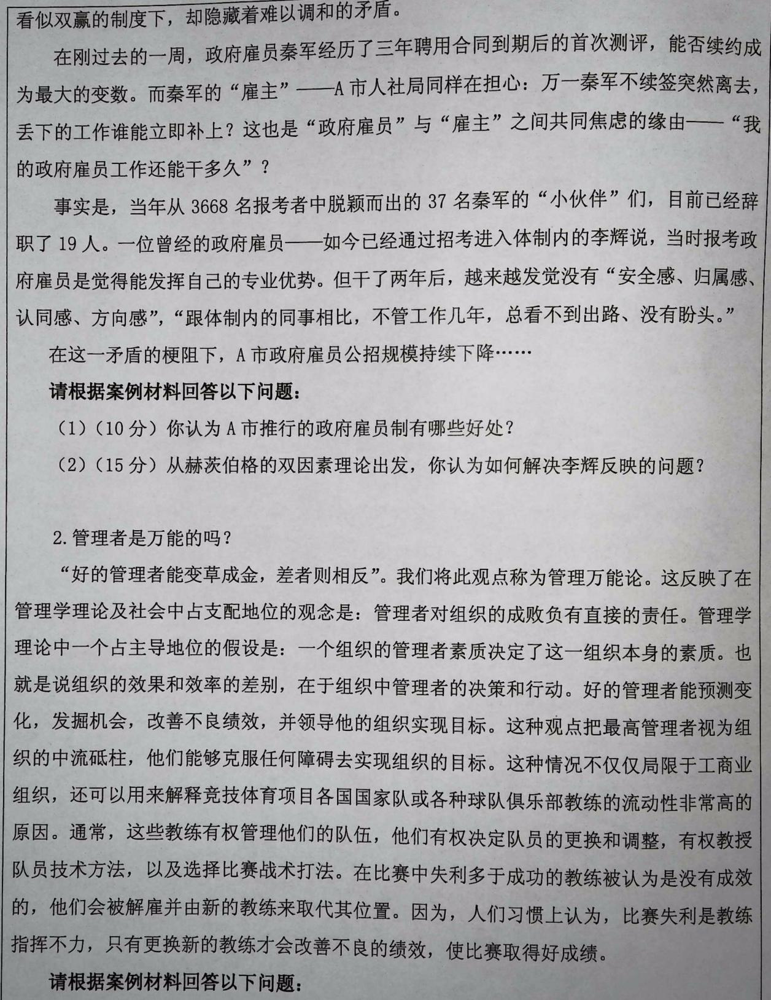 看似双赢的制度下，却隐藏着难以调和的矛盾。
在刚过去的一周，政府雇员秦军经历了三年聘用合同到期后的首次测评，能否续约成
为最大的变数。而秦军的“雇主”——A 市人社局同样在担心：万一秦军不续签突然离去，
丢下的工作谁能立即补上？这也是“政府雇员”与“雇主”之间共同焦虑的缘由——“我
的政府雇员工作还能干多久”？
事实是，当年从 3668 名报考者中脱颖而出的 37 名秦军的“小伙伴”们，目前已经辞
职了 19 人。一位曾经的政府雇员——如今已经通过招考进入体制内的李辉说，当时报考政
府雇员是觉得能发挥自己的专业优势。但干了两年后，越来越发觉没有“安全感、归属感、
认同感、方向感”，“跟体制内的同事相比，不管工作几年，总看不到出路、没有盼头。”
在这一矛盾的梗阻下，A 市政府雇员公招规模持续下降……
请根据案例材料回答以下问题：
（1）（10 分）你认为 A 市推行的政府雇员制有哪些好处？
（2）（15 分）从赫茨伯格的双因素理论出发，你认为如何解决李辉反映的问题？
2.管理者是万能的吗？
“好的管理者能变草成金，差者则相反”。我们将此观点称为管理万能论。这反映了在
管理学理论及社会中占支配地位的观念是：管理者对组织的成败负有直接的责任。管理学
理论中一个占主导地位的假设是：一个组织的管理者素质决定了这一组织本身的素质。也
就是说组织的效果和效率的差别，在于组织中管理者的决策和行动。好的管理者能预测变
化，发掘机会，改善不良绩效，并领导他的组织实现目标。这种观点把最高管理者视为组
织的中流砥柱，他们能够克服任何障碍去实现组织的目标。这种情况不仅仅局限于工商业
组织，还可以用来解释竞技体育项目各国国家队或各种球队俱乐部教练的流动性非常高的
原因。通常，这些教练有权管理他们的队伍，他们有权决定队员的更换和调整，有权教授
队员技术方法，以及选择比赛战术打法。在比赛中失利多于成功的教练被认为是没有成效
的，他们会被解雇并由新的教练来取代其位置。因为，人们习惯上认为，比赛失利是教练
指挥不力，只有更换新的教练才会改善不良的绩效，使比赛取得好成绩。
请根据案例材料回答以下问题：